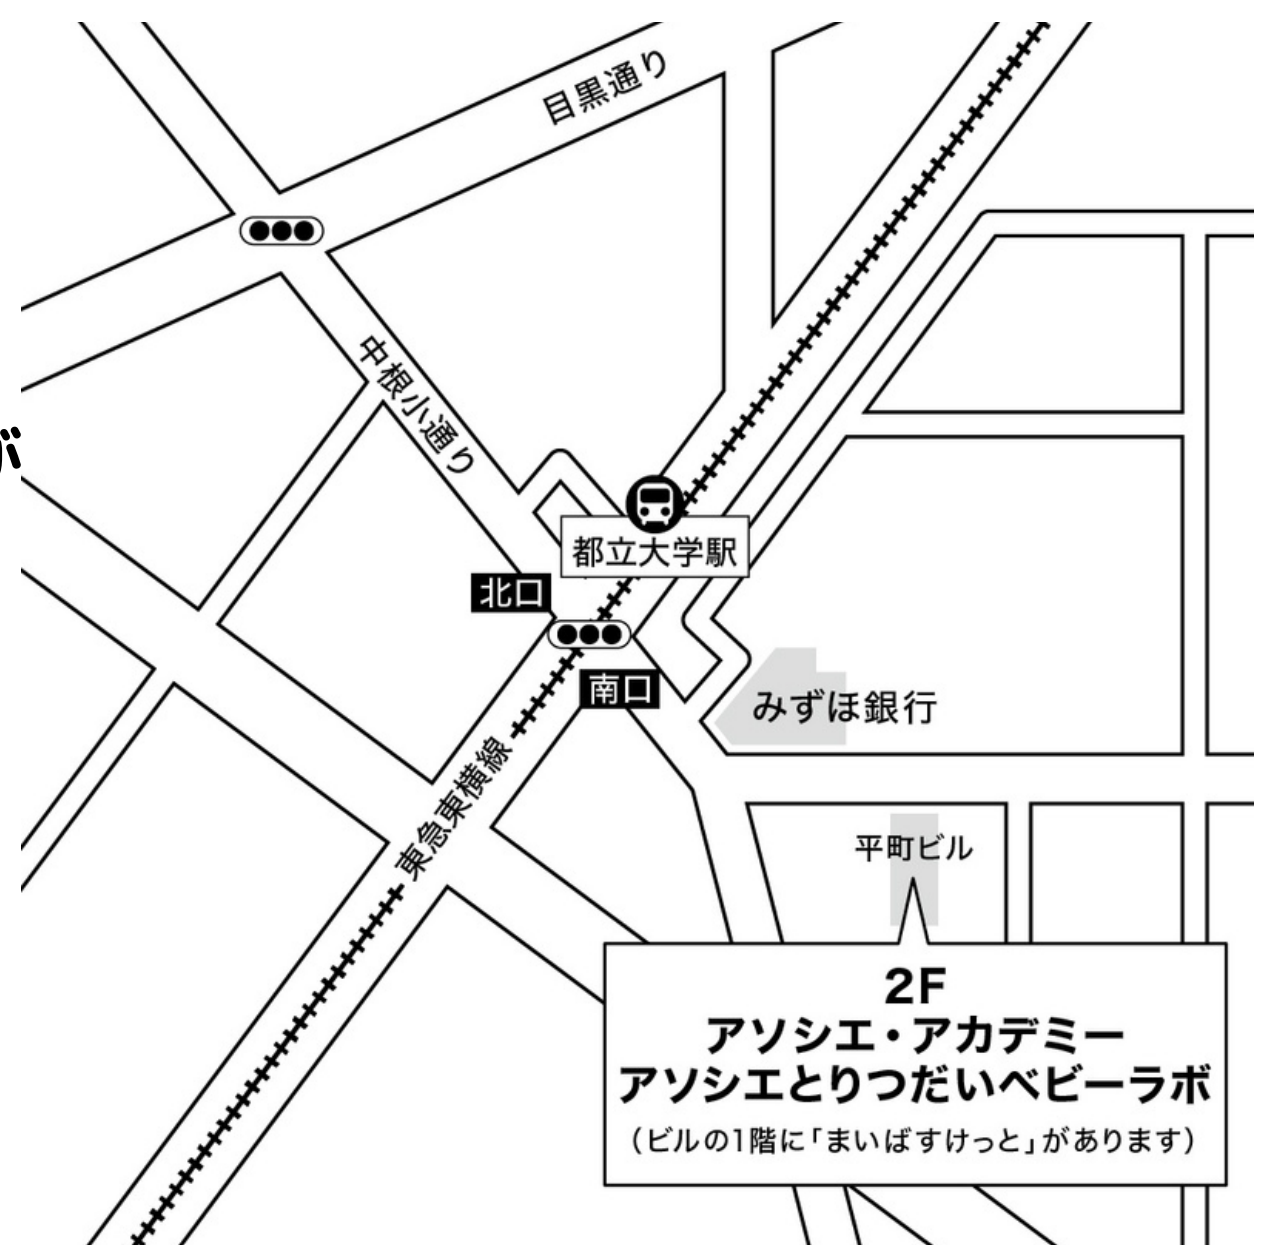 目黒通り
中根小通り
都立大学駅
北口
南口
みずほ銀行
東急東横線
平町ビル
2F
アソシエ・アカデミー
アソシエとりつだいベビーラボ
（ビルの1階に「まいばすけっと」があります）